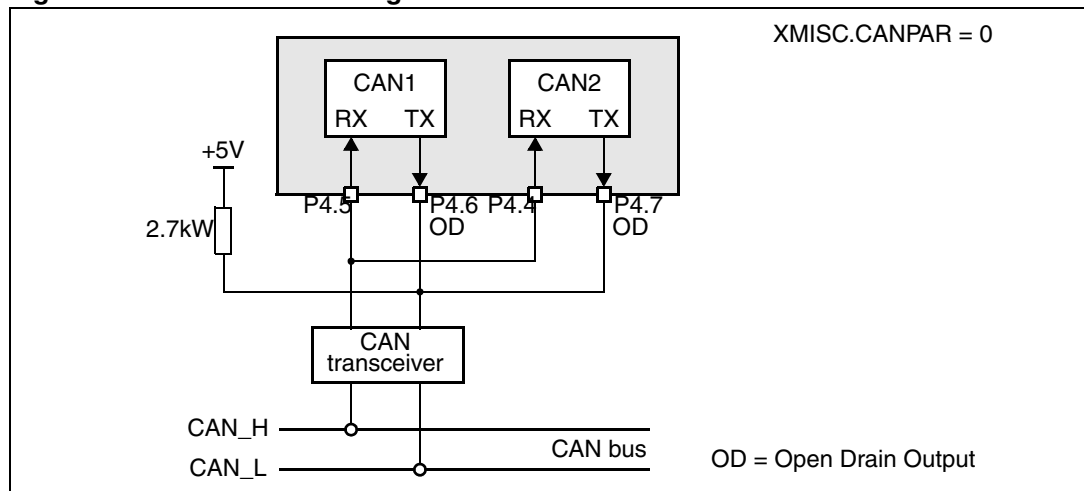 XMISC.CANPAR = 0
CAN1
CAN2
RX TX
RX TX
+5V
P4.5
P4.6
P4.4
P4.7
OD
OD
2.7kW
CAN
transceiver
CAN_H
CAN bus
CAN_L
OD = Open Drain Output